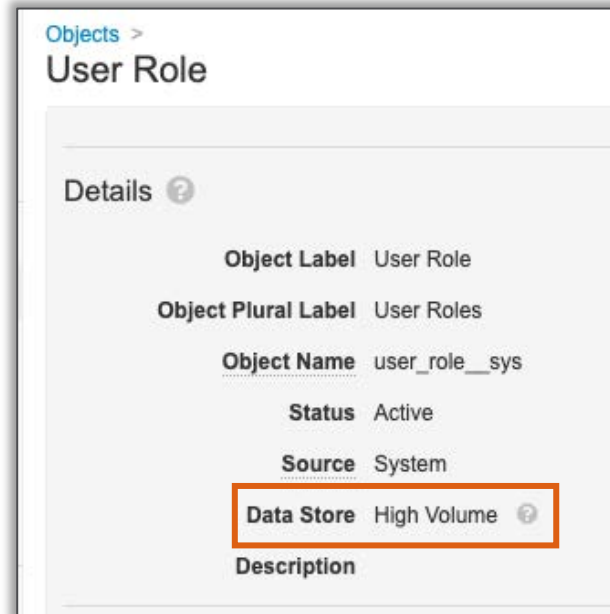 Objects >
User Role
Details ?
Object Label User Role
Object Plural Label User Roles
Object Name user_role__sys
Status Active
Source System
Data Store High Volume ?
Description